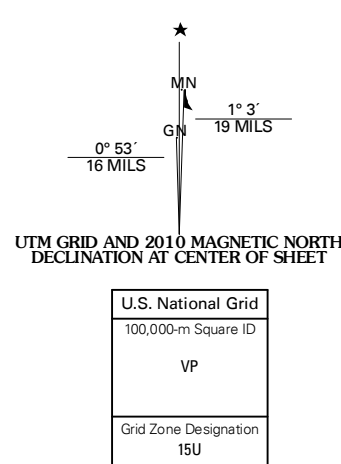 ★
MN
1° 3´
19 MILS
GN
0° 53´
16 MILS
UTM GRID AND 2010 MAGNETIC NORTH
DECLINATION AT CENTER OF SHEET
U.S. National Grid
100,000-m Square ID
VP
Grid Zone Designation
15U